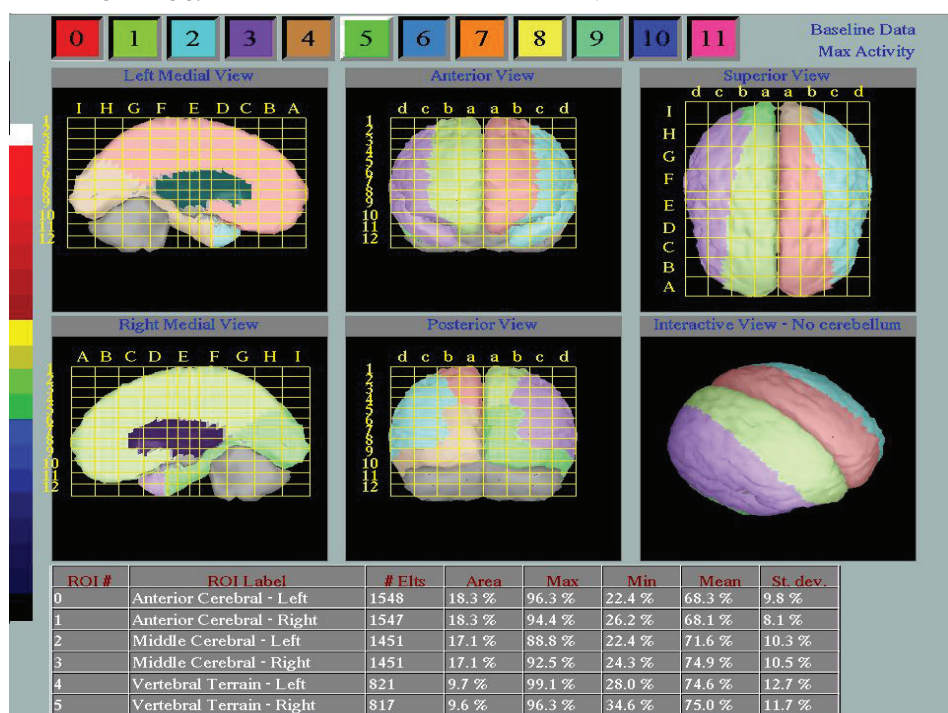 0 1 2 3 4 5 6 7 8 9 10 11
Baseline Data
Max Activity
Left Medial View
I H G F E D C B A
1
2
3
4
5
6
7
8
9
10
11
12
Anterior View
d c b a a b c d
1
2
3
4
5
6
7
8
9
10
11
12
Superior View
d c b a a b c d
I
H
G
F
E
D
C
B
A
Right Medial View
A B C D E F G H I
1
2
3
4
5
6
7
8
9
10
11
12
Posterior View
d c b a a b c d
1
2
3
4
5
6
7
8
9
10
11
12
Interactive View - No cerebellum
ROI # ROI Label # Elts Area Max Min Mean St. dev.
0 Anterior Cerebral - Left 1548 18.3 % 96.3 % 22.4 % 68.3 % 9.8 %
1 Anterior Cerebral - Right 1547 18.3 % 94.4 % 26.2 % 68.1 % 8.1 %
2 Middle Cerebral - Left 1451 17.1 % 88.8 % 22.4 % 71.6 % 10.3 %
3 Middle Cerebral - Right 1451 17.1 % 92.5 % 24.3 % 74.9 % 10.5 %
4 Vertebral Terrain - Left 821 9.7 % 99.1 % 28.0 % 74.6 % 12.7 %
5 Vertebral Terrain - Right 817 9.6 % 96.3 % 34.6 % 75.0 % 11.7 %